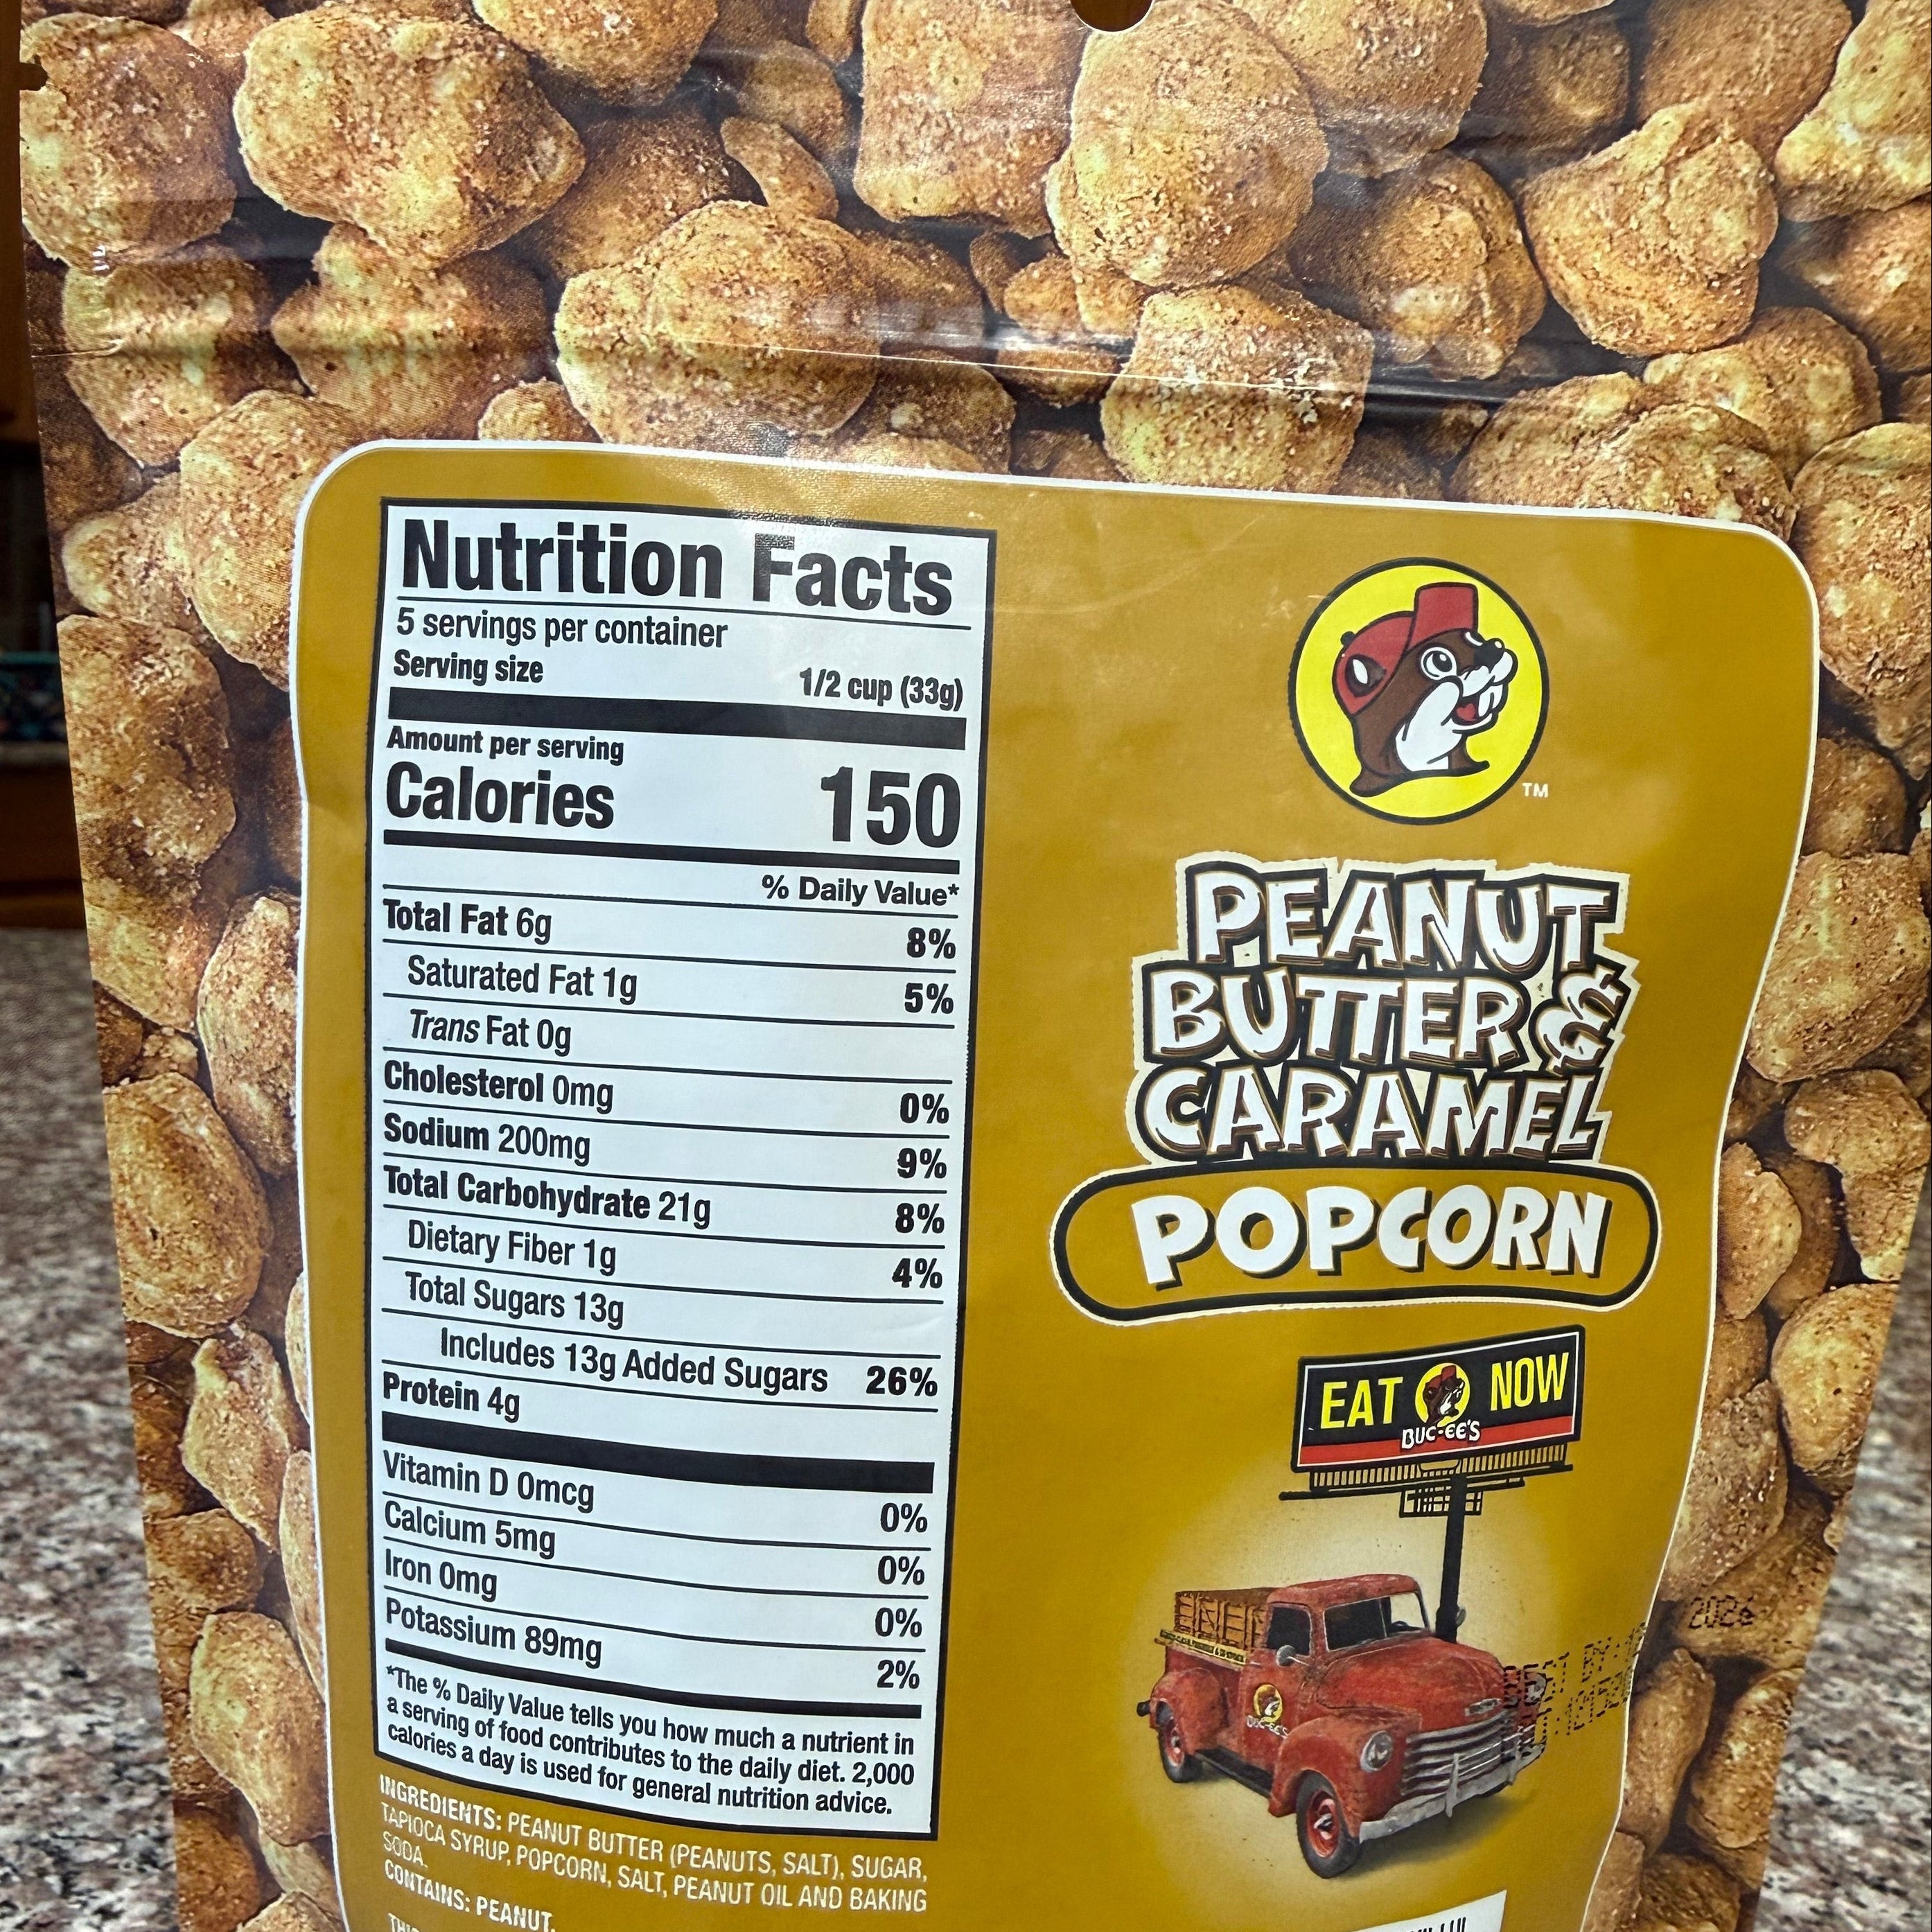 Nutrition Facts
5 servings per container
Serving size 1/2 cup (33g)
Amount per serving
Calories 150
% Daily Value*
Total Fat 6g 8%
Saturated Fat 1g 5%
Trans Fat 0g
Cholesterol 0mg 0%
Sodium 200mg 9%
Total Carbohydrate 21g 8%
Dietary Fiber 1g 4%
Total Sugars 13g
Includes 13g Added Sugars 26%
Protein 4g
Vitamin D 0mcg 0%
Calcium 5mg 0%
Iron 0mg 0%
Potassium 89mg 2%
*The % Daily Value tells you how much a nutrient in
a serving of food contributes to the daily diet. 2,000
calories a day is used for general nutrition advice.
INGREDIENTS: PEANUT BUTTER (PEANUTS, SALT), SUGAR,
TAPIOCA SYRUP, POPCORN, SALT, PEANUT OIL AND BAKING
SODA.
CONTAINS: PEANUT.
TM
PEANUT
BUTTER &
CARAMEL
POPCORN
EAT NOW
BUC-EE'S
BUC-EE'S
2026